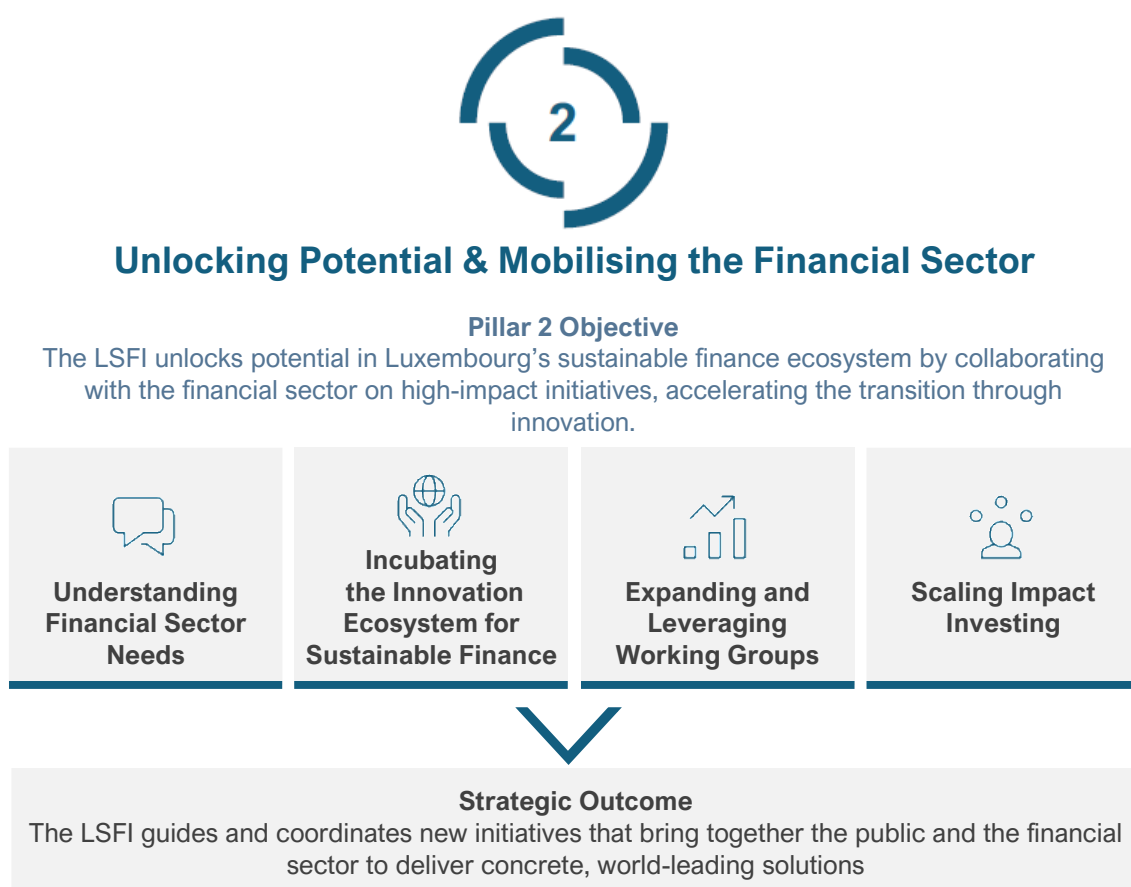 2
Unlocking Potential & Mobilising the Financial Sector
Pillar 2 Objective
The LSFI unlocks potential in Luxembourg’s sustainable finance ecosystem by collaborating
with the financial sector on high-impact initiatives, accelerating the transition through
innovation.
Understanding
Financial Sector
Needs
Incubating
the Innovation
Ecosystem for
Sustainable Finance
Expanding and
Leveraging
Working Groups
Scaling Impact
Investing
Strategic Outcome
The LSFI guides and coordinates new initiatives that bring together the public and the financial
sector to deliver concrete, world-leading solutions